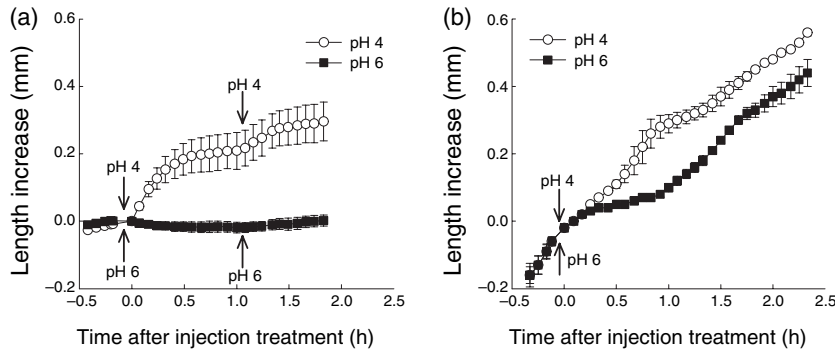 (a)
0.6
0.4
0.2
0.0
–0.2
Length increase (mm)
pH 4
pH 6
pH 4
pH 4
pH 6
pH 6
–0.5
0.0
0.5
1.0
1.5
2.0
2.5
Time after injection treatment (h)
(b)
0.6
0.4
0.2
0.0
–0.2
Length increase (mm)
pH 4
pH 6
pH 4
pH 6
–0.5
0.0
0.5
1.0
1.5
2.0
2.5
Time after injection treatment (h)